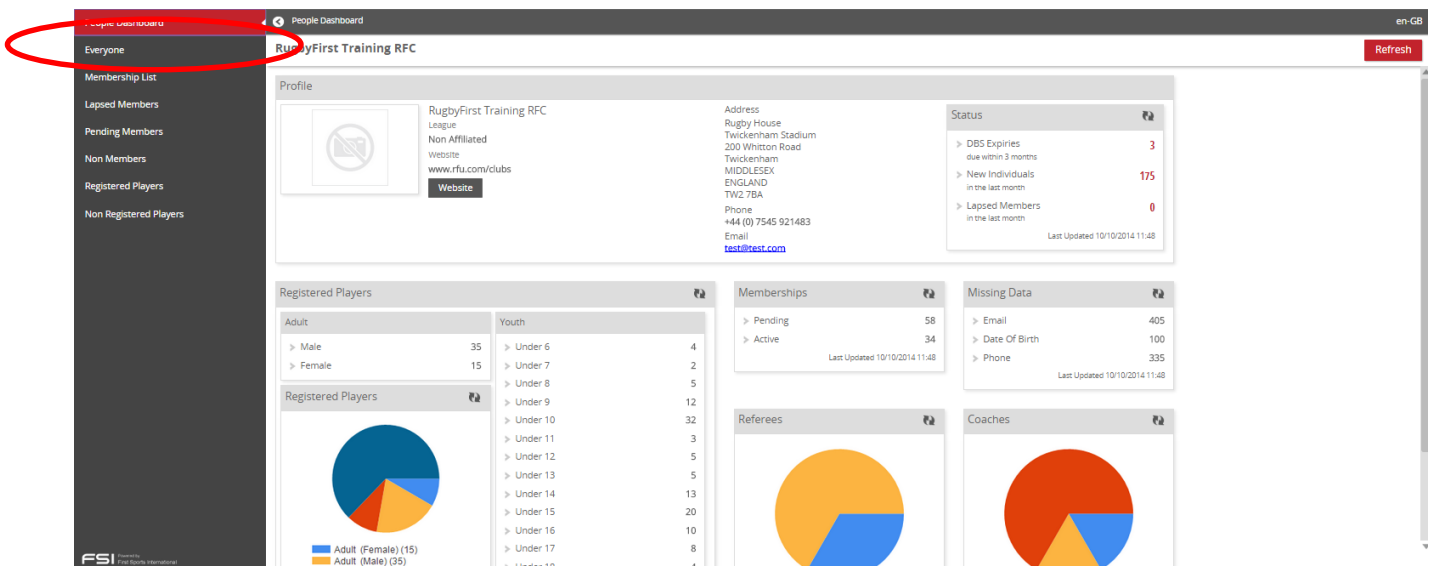 People Dashboard
Everyone
Membership List
Lapsed Members
Pending Members
Non Members
Registered Players
Non Registered Players
FSI Powered by
First Sports International
People Dashboard
en-GB
RugbyFirst Training RFC
Refresh
Profile
RugbyFirst Training RFC
League
Non Affiliated
Website
www.rfu.com/clubs
Website
Address
Rugby House
Twickenham Stadium
200 Whitton Road
Twickenham
MIDDLESEX
ENGLAND
TW2 7BA
Phone
+44 (0) 7545 921483
Email
test@test.com
Status
DBS Expiries 3
due within 3 months
New Individuals 175
in the last month
Lapsed Members 0
in the last month
Last Updated 10/10/2014 11:48
Registered Players
Adult
Male 35
Female 15
Registered Players
Adult (Female) (15)
Adult (Male) (35)
Youth
Under 6 4
Under 7 2
Under 8 5
Under 9 12
Under 10 32
Under 11 3
Under 12 5
Under 13 5
Under 14 13
Under 15 20
Under 16 10
Under 17 8
Memberships
Pending 58
Active 34
Last Updated 10/10/2014 11:48
Missing Data
Email 405
Date Of Birth 100
Phone 335
Last Updated 10/10/2014 11:48
Referees
Coaches